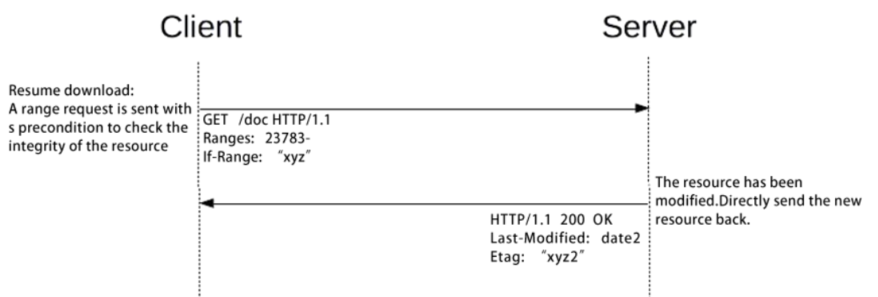 Client
Server
Resume download:
A range request is sent with
s precondition to check the
integrity of the resource
GET /doc HTTP/1.1
Ranges: 23783-
If-Range: “xyz”
The resource has been
modified.Directly send the new
resource back.
HTTP/1.1 200 OK
Last-Modified: date2
Etag: “xyz2”